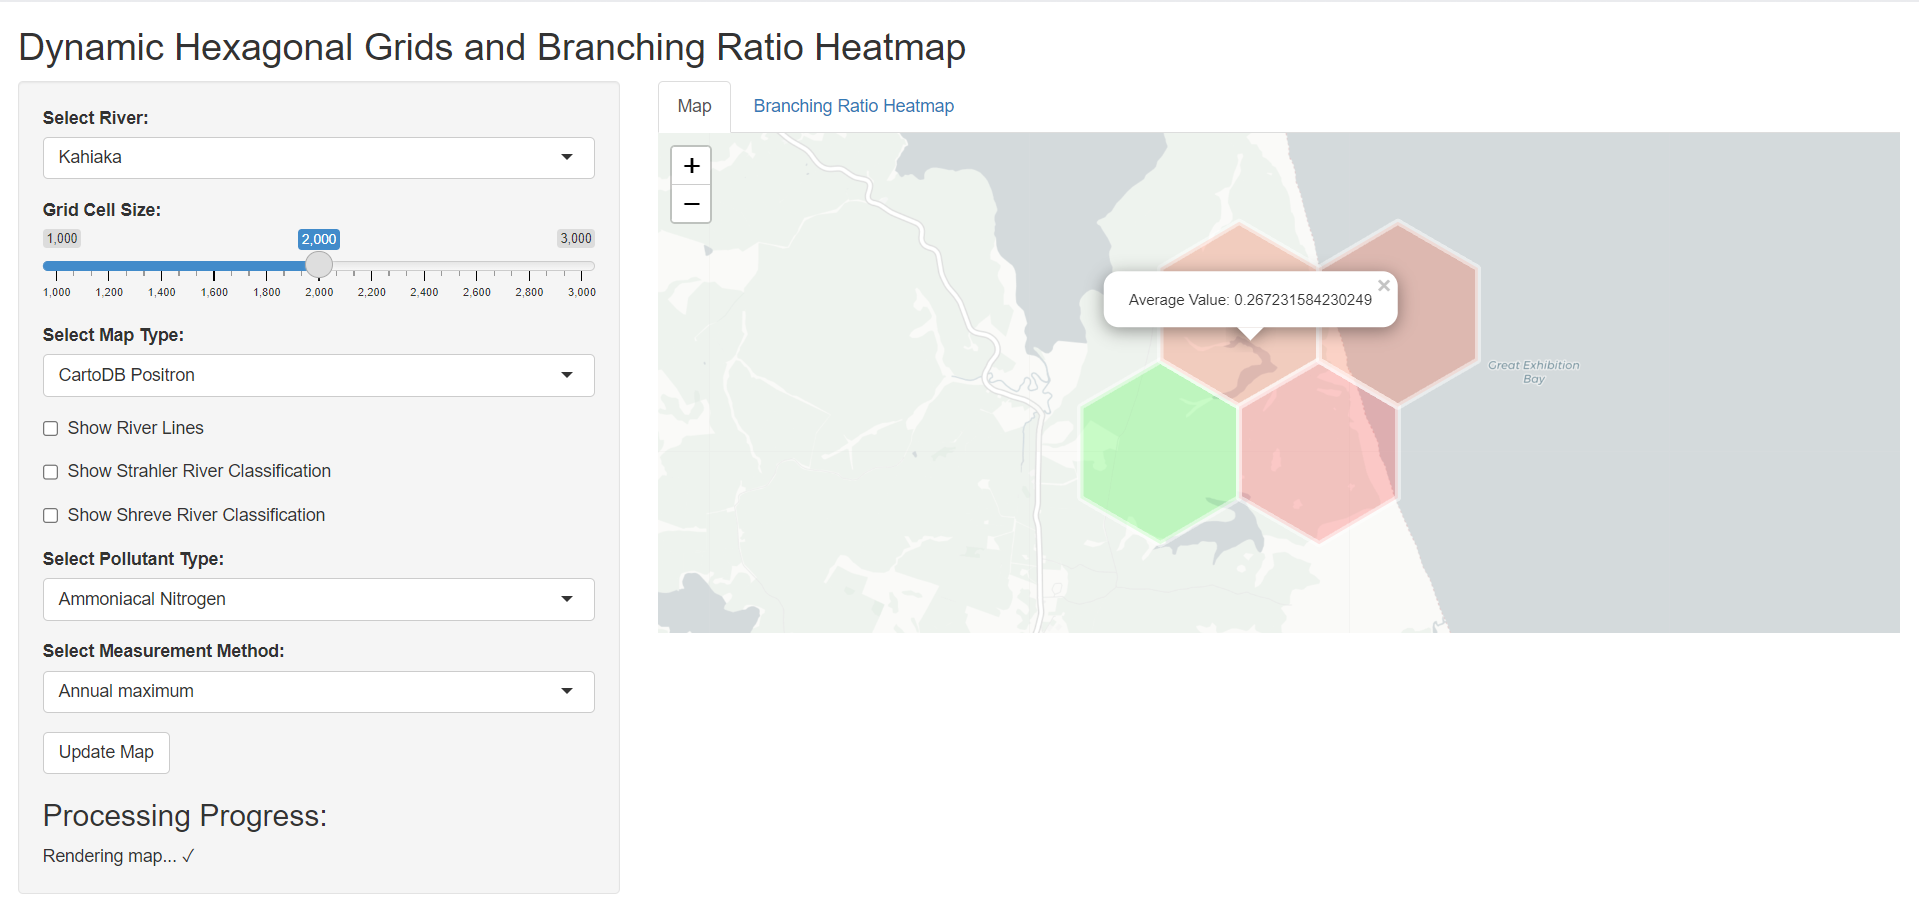 Dynamic Hexagonal Grids and Branching Ratio Heatmap
Select River:
Kahiaka
Grid Cell Size:
1,000
2,000
3,000
1,000 1,200 1,400 1,600 1,800 2,000 2,200 2,400 2,600 2,800 3,000
Select Map Type:
CartoDB Positron
Show River Lines
Show Strahler River Classification
Show Shreve River Classification
Select Pollutant Type:
Ammoniacal Nitrogen
Select Measurement Method:
Annual maximum
Update Map
Processing Progress:
Rendering map... ✓
Map
Branching Ratio Heatmap
+
−
Average Value: 0.267231584230249
×
Great Exhibition
Bay